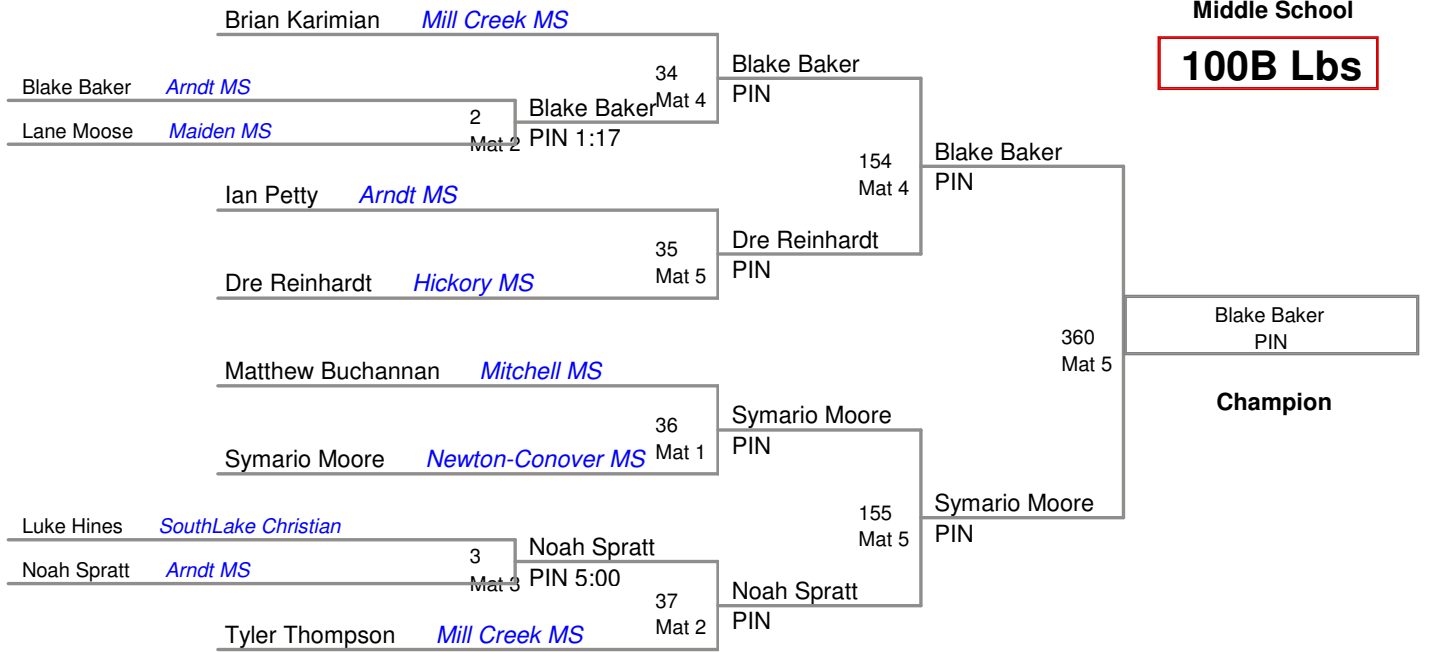 Middle School
100B Lbs
Brian Karimian Mill Creek MS
Blake Baker Arndt MS
Lane Moose Maiden MS
2
Mat 2
Blake Baker
PIN 1:17
34
Mat 4
Blake Baker
PIN
Ian Petty Arndt MS
Dre Reinhardt Hickory MS
35
Mat 5
Dre Reinhardt
PIN
154
Mat 4
Blake Baker
PIN
Matthew Buchannan Mitchell MS
Symario Moore Newton-Conover MS
36
Mat 1
Symario Moore
PIN
Luke Hines SouthLake Christian
Noah Spratt Arndt MS
3
Mat 3
Noah Spratt
PIN 5:00
Tyler Thompson Mill Creek MS
37
Mat 2
Noah Spratt
PIN
155
Mat 5
Symario Moore
PIN
360
Mat 5
Blake Baker
PIN
Champion